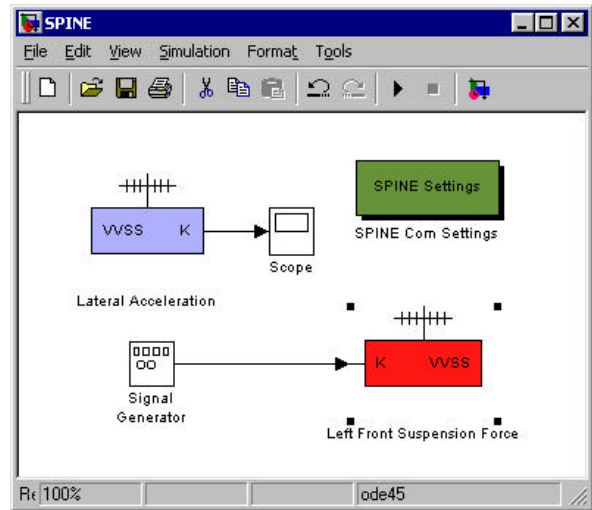 SPINE
File Edit View Simulation Format Tools
SPINE Settings
VVSS K
SPINE Com Settings
Scope
Lateral Acceleration
K VVSS
Signal
Generator
Left Front Suspension Force
100% ode45